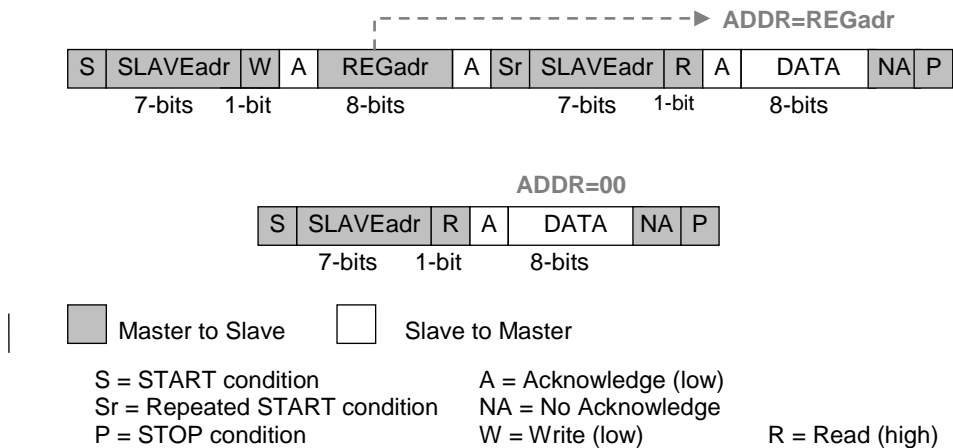 ADDR=REGadr
S SLAVEadr W A REGadr A Sr SLAVEadr R A DATA NA P
7-bits 1-bit 8-bits 7-bits 1-bit 8-bits
ADDR=00
S SLAVEadr R A DATA NA P
7-bits 1-bit 8-bits
Master to Slave Slave to Master
S = START condition A = Acknowledge (low)
Sr = Repeated START condition NA = No Acknowledge
P = STOP condition W = Write (low) R = Read (high)